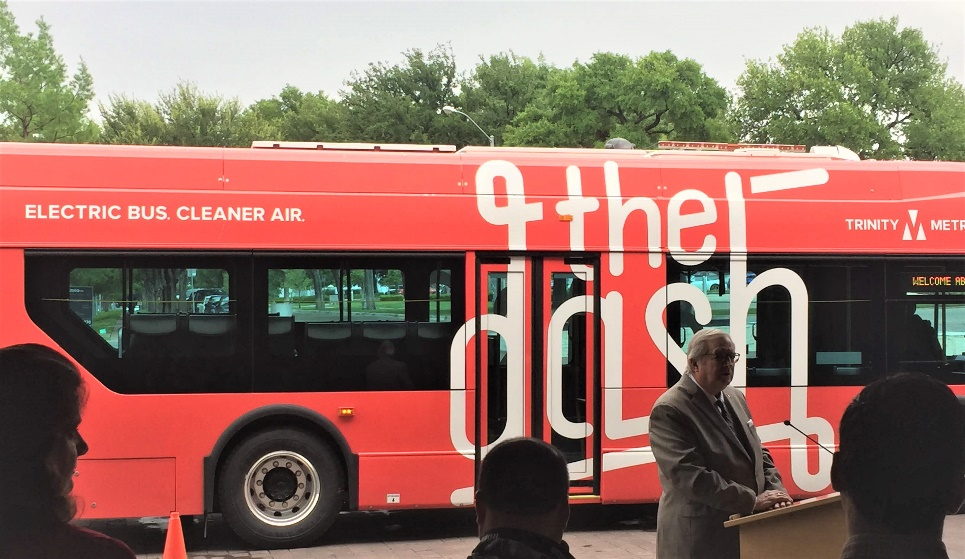 ELECTRIC BUS. CLEANER AIR.
the
dash
TRINITY METR
WELCOME AB